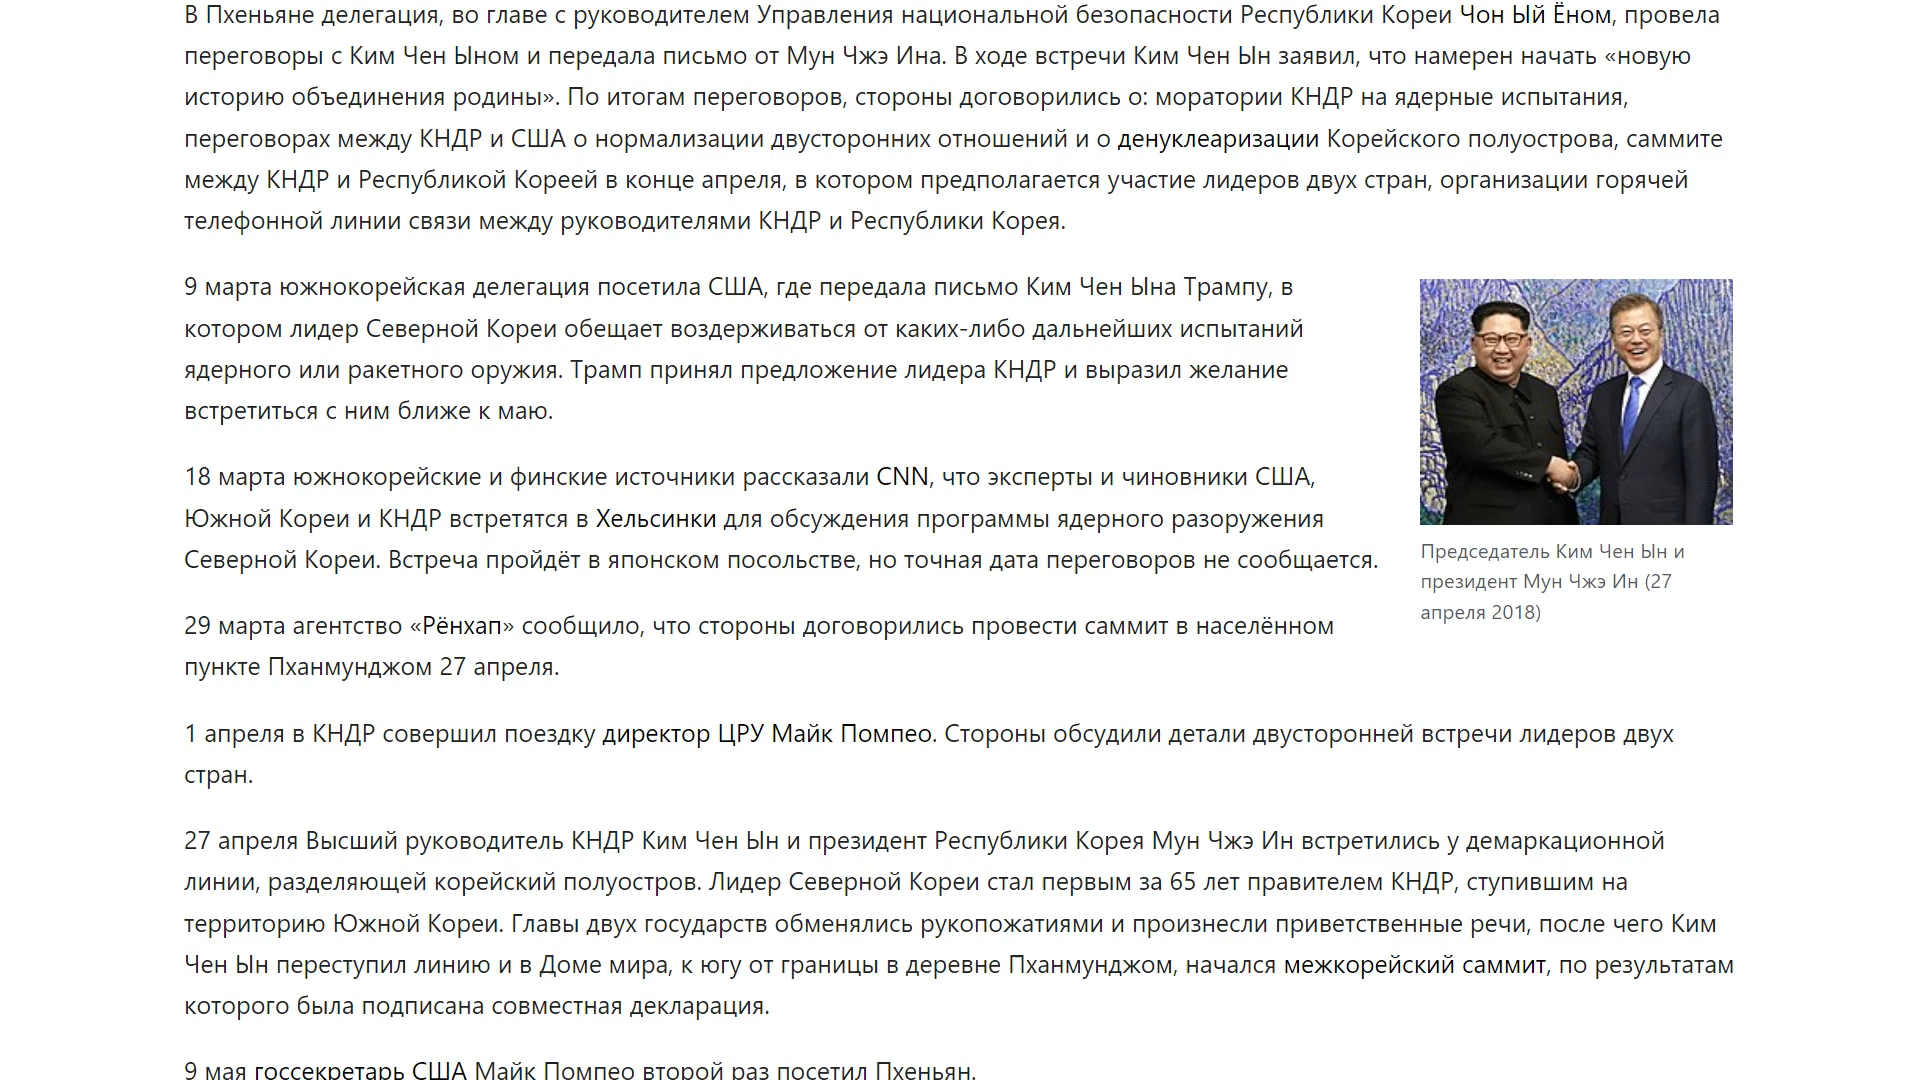 В Пхеньяне делегация, во главе с руководителем Управления национальной безопасности Республики Кореи Чон Ый Ёном, провела
переговоры с Ким Чен Ыном и передала письмо от Мун Чжэ Ина. В ходе встречи Ким Чен Ын заявил, что намерен начать «новую
историю объединения родины». По итогам переговоров, стороны договорились о: моратории КНДР на ядерные испытания,
переговорах между КНДР и США о нормализации двусторонних отношений и о денуклеаризации Корейского полуострова, саммите
между КНДР и Республикой Кореей в конце апреля, в котором предполагается участие лидеров двух стран, организации горячей
телефонной линии связи между руководителями КНДР и Республики Корея.
9 марта южнокорейская делегация посетила США, где передала письмо Ким Чен Ына Трампу, в
котором лидер Северной Кореи обещает воздерживаться от каких-либо дальнейших испытаний
ядерного или ракетного оружия. Трамп принял предложение лидера КНДР и выразил желание
встретиться с ним ближе к маю.
18 марта южнокорейские и финские источники рассказали CNN, что эксперты и чиновники США,
Южной Кореи и КНДР встретятся в Хельсинки для обсуждения программы ядерного разоружения
Северной Кореи. Встреча пройдёт в японском посольстве, но точная дата переговоров не сообщается.
Председатель Ким Чен Ын и
президент Мун Чжэ Ин (27
апреля 2018)
29 марта агентство «Рёнхап» сообщило, что стороны договорились провести саммит в населённом
пункте Пханмунджом 27 апреля.
1 апреля в КНДР совершил поездку директор ЦРУ Майк Помпео. Стороны обсудили детали двусторонней встречи лидеров двух
стран.
27 апреля Высший руководитель КНДР Ким Чен Ын и президент Республики Корея Мун Чжэ Ин встретились у демаркационной
линии, разделяющей корейский полуостров. Лидер Северной Кореи стал первым за 65 лет правителем КНДР, ступившим на
территорию Южной Кореи. Главы двух государств обменялись рукопожатиями и произнесли приветственные речи, после чего Ким
Чен Ын переступил линию и в Доме мира, к югу от границы в деревне Пханмунджом, начался межкорейский саммит, по результатам
которого была подписана совместная декларация.
9 мая госсекретарь США Майк Помпео второй раз посетил Пхеньян.